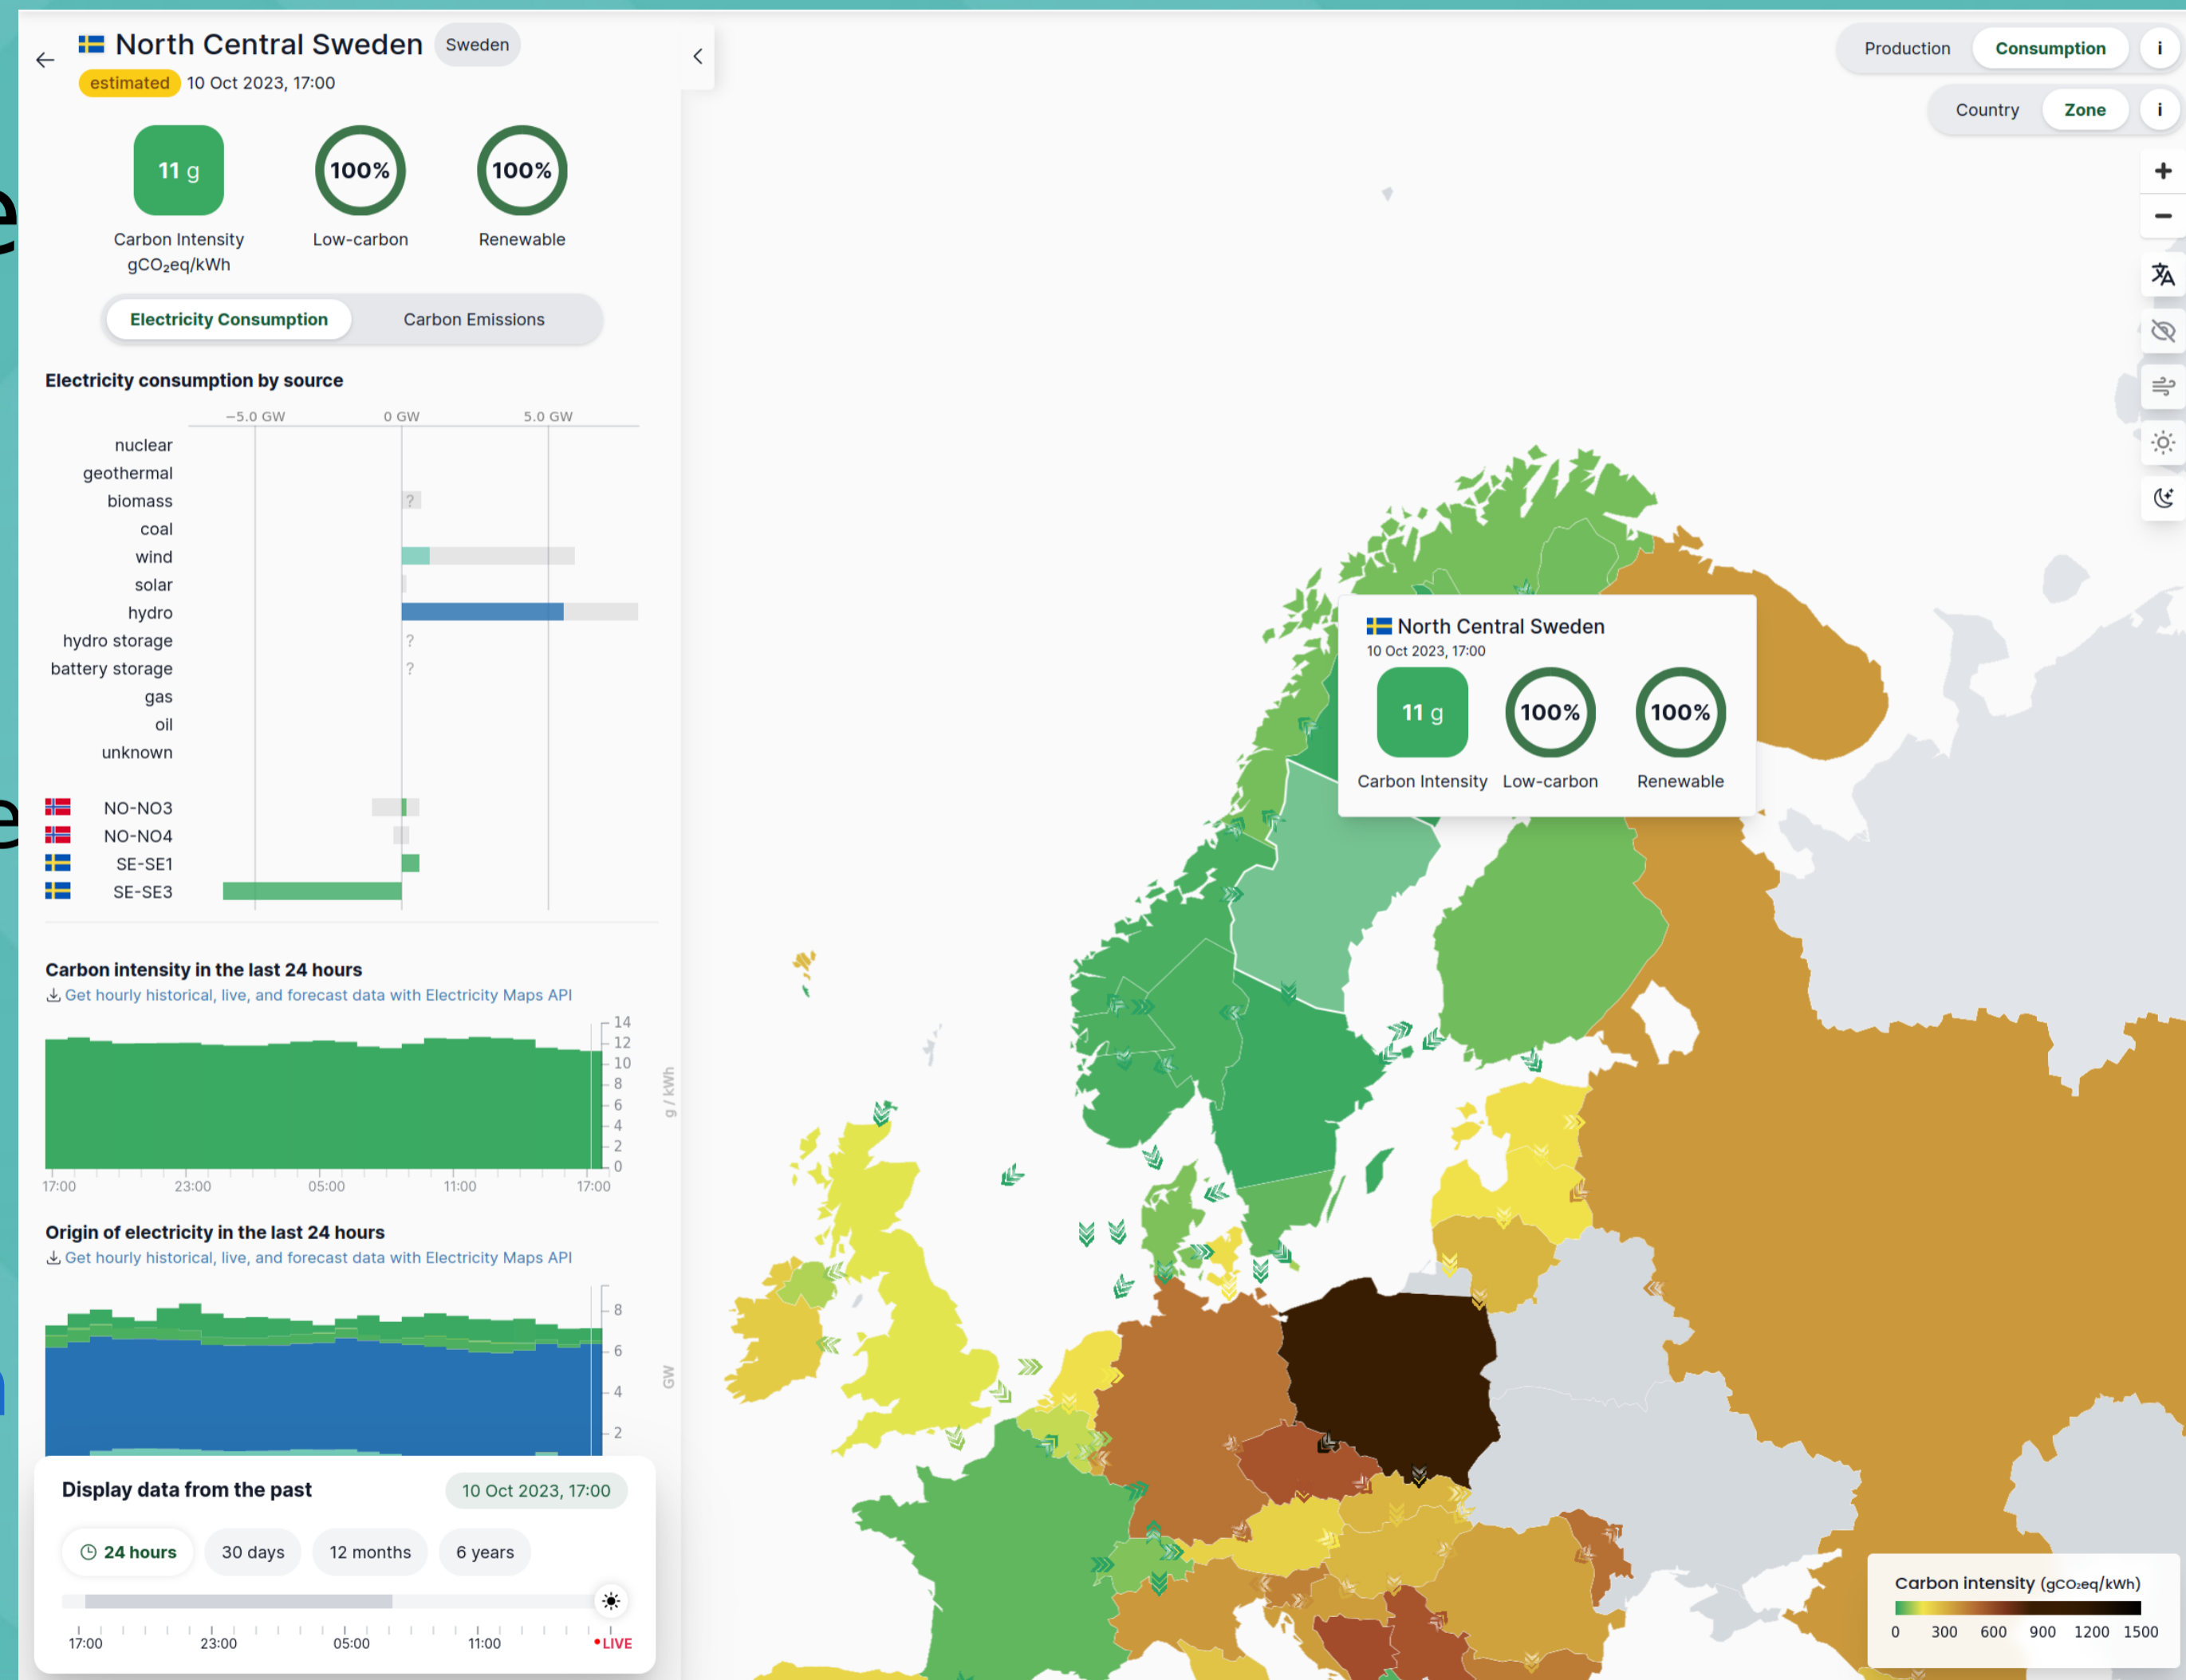 North Central Sweden Sweden
estimated 10 Oct 2023, 17:00
11 g 100% 100%
Carbon Intensity Low-carbon Renewable
gCO₂eq/kWh
Electricity Consumption Carbon Emissions
Electricity consumption by source
−5.0 GW 0 GW 5.0 GW
nuclear
geothermal
biomass ?
coal
wind
solar
hydro
hydro storage ?
battery storage ?
gas
oil
unknown
NO-NO3
NO-NO4
SE-SE1
SE-SE3
Carbon intensity in the last 24 hours
Get hourly historical, live, and forecast data with Electricity Maps API
14
12
10
8
6
4
2
0
g / kWh
17:00 23:00 05:00 11:00 17:00
Origin of electricity in the last 24 hours
Get hourly historical, live, and forecast data with Electricity Maps API
8
6
4
2
GW
Display data from the past 10 Oct 2023, 17:00
24 hours 30 days 12 months 6 years
17:00 23:00 05:00 11:00 LIVE
Production Consumption i
Country Zone i
North Central Sweden
10 Oct 2023, 17:00
11 g 100% 100%
Carbon Intensity Low-carbon Renewable
Carbon intensity (gCO₂eq/kWh)
0 300 600 900 1200 1500